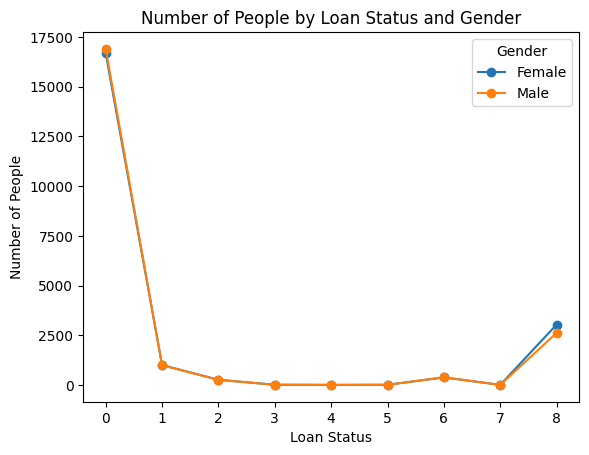 Number of People by Loan Status and Gender
17500
15000
12500
10000
7500
5000
2500
0
Number of People
Gender
Female
Male
0 1 2 3 4 5 6 7 8
Loan Status